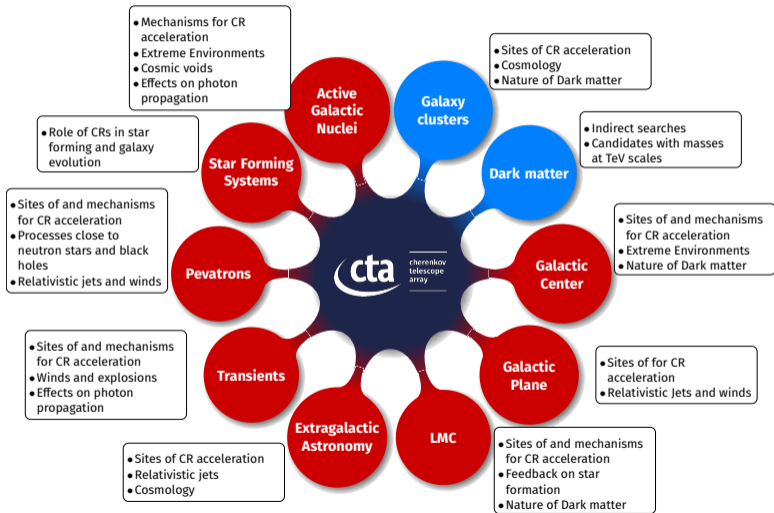 • Mechanisms for CR
acceleration
• Extreme Environments
• Cosmic voids
• Effects on photon
propagation
Active
Galactic
Nuclei
Galaxy
clusters
• Sites of CR acceleration
• Cosmology
• Nature of Dark matter
• Role of CRs in star
forming and galaxy
evolution
Star Forming
Systems
Dark matter
• Indirect searches
• Candidates with masses
at TeV scales
• Sites of and mechanisms
for CR acceleration
• Processes close to
neutron stars and black
holes
• Relativistic jets and winds
Pevatrons
cta
cherenkov
telescope
array
Galactic
Center
• Sites of and mechanisms
for CR acceleration
• Extreme Environments
• Nature of Dark matter
• Sites of and mechanisms
for CR acceleration
• Winds and explosions
• Effects on photon
propagation
Transients
Galactic
Plane
• Sites of for CR
acceleration
• Relativistic Jets and winds
• Sites of CR acceleration
• Relativistic jets
• Cosmology
Extragalactic
Astronomy
LMC
• Sites of and mechanisms
for CR acceleration
• Feedback on star
formation
• Nature of Dark matter